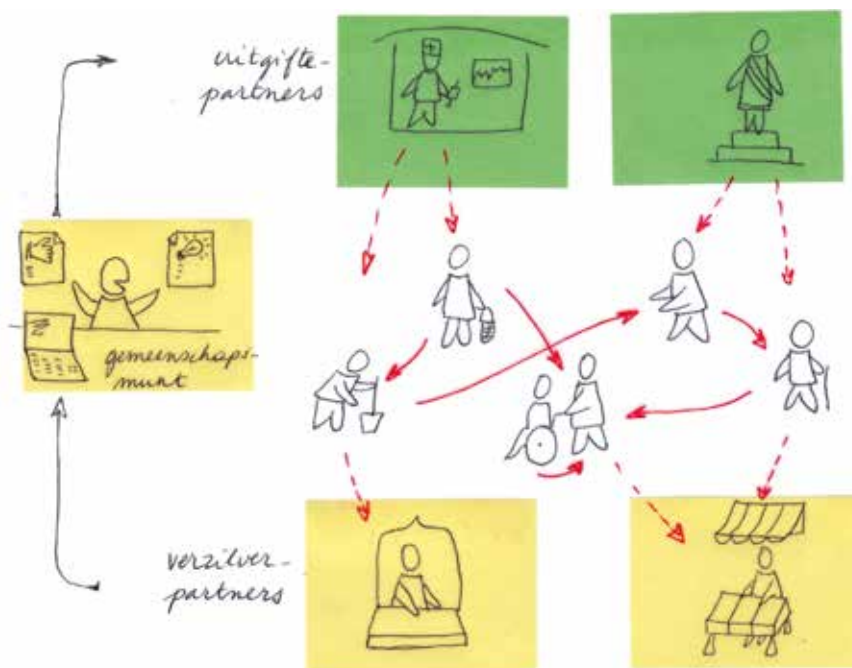 uitgifte-
partners
gemeenschaps-
munt
verzilver-
partners